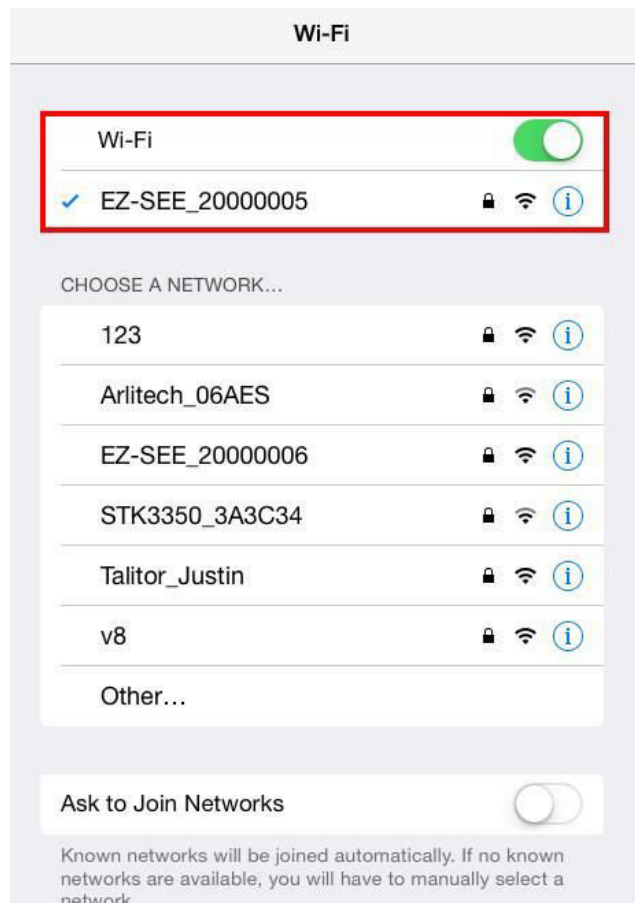 Wi-Fi
Wi-Fi
EZ-SEE_20000005
CHOOSE A NETWORK...
123
Arlitech_06AES
EZ-SEE_20000006
STK3350_3A3C34
Talitor_Justin
v8
Other...
Ask to Join Networks
Known networks will be joined automatically. If no known
networks are available, you will have to manually select a
network.